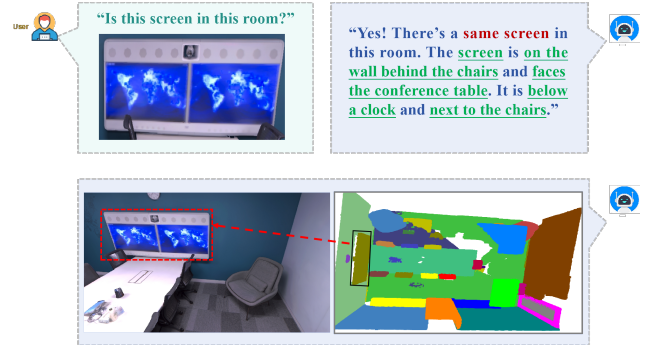 User
“Is this screen in this room?”
“Yes! There’s a same screen in
this room. The screen is on the
wall behind the chairs and faces
the conference table. It is below
a clock and next to the chairs.”